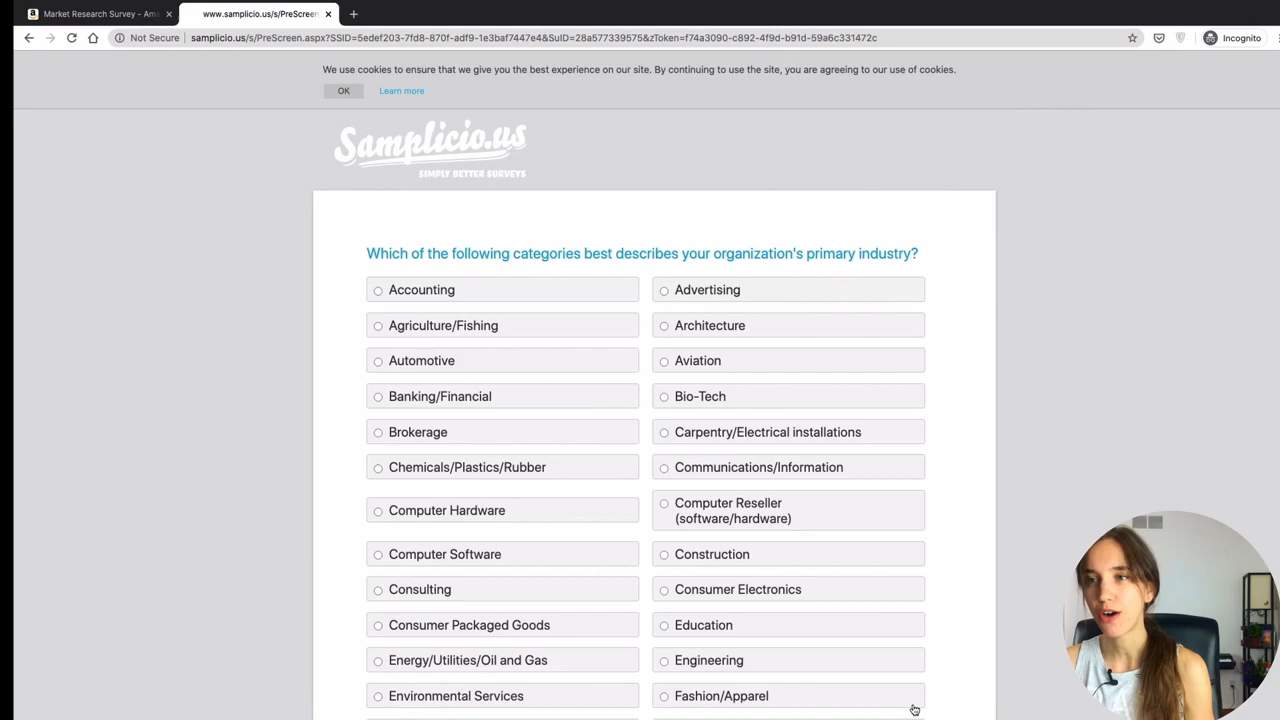 Market Research Survey - Am
www.samplicio.us/s/PreScreen
Not Secure
samplicio.us/s/PreScreen.aspx?SSID=5edef203-7fd8-870f-adf9-1e3baf7447e4&SuID=28a577339575&zToken=f74a3090-c892-4f9d-b91d-59a6c331472c
Incognito
We use cookies to ensure that we give you the best experience on our site. By continuing to use the site, you are agreeing to our use of cookies.
OK
Learn more
Samplicio.us
SIMPLY BETTER SURVEYS
Which of the following categories best describes your organization's primary industry?
Accounting
Advertising
Agriculture/Fishing
Architecture
Automotive
Aviation
Banking/Financial
Bio-Tech
Brokerage
Carpentry/Electrical installations
Chemicals/Plastics/Rubber
Communications/Information
Computer Hardware
Computer Reseller
(software/hardware)
Computer Software
Construction
Consulting
Consumer Electronics
Consumer Packaged Goods
Education
Energy/Utilities/Oil and Gas
Engineering
Environmental Services
Fashion/Apparel